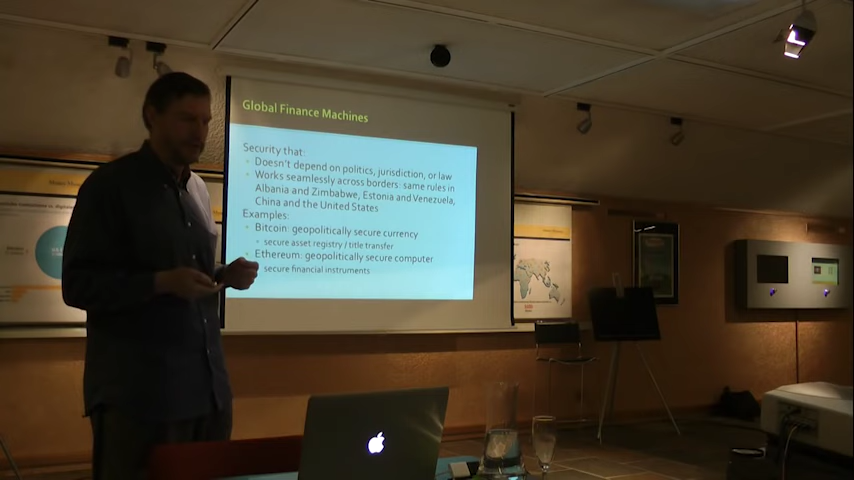 Global Finance Machines
Security that:
Doesn't depend on politics, jurisdiction, or law
Works seamlessly across borders: same rules in
Albania and Zimbabwe, Estonia and Venezuela,
China and the United States
Examples:
Bitcoin: geopolitically secure currency
secure asset registry / title transfer
Ethereum: geopolitically secure computer
secure financial instruments